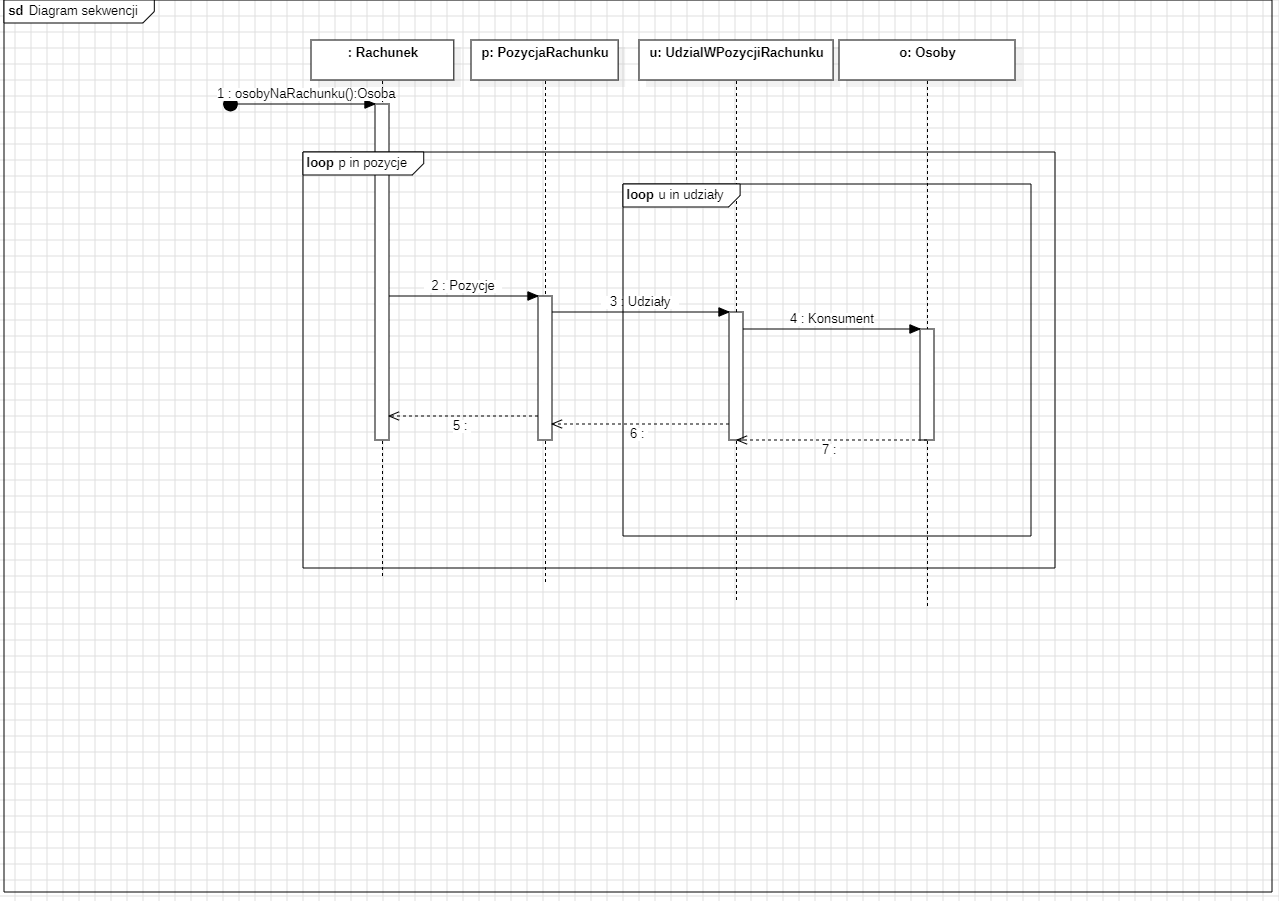 sd Diagram sekwencji
: Rachunek
p: PozycjaRachunku
u: UdzialWPozycjiRachunku
o: Osoby
1 : osobyNaRachunku():Osoba
loop p in pozycje
loop u in udziały
2 : Pozycje
3 : Udziały
4 : Konsument
5 :
6 :
7 :